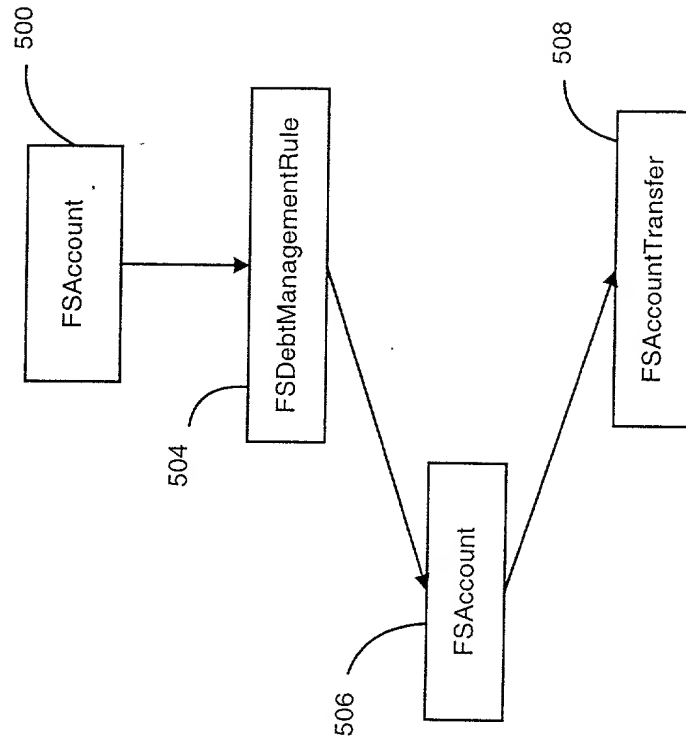 500
FSAccount
504
FSDebtManagementRule
506
FSAccount
508
FSAccountTransfer